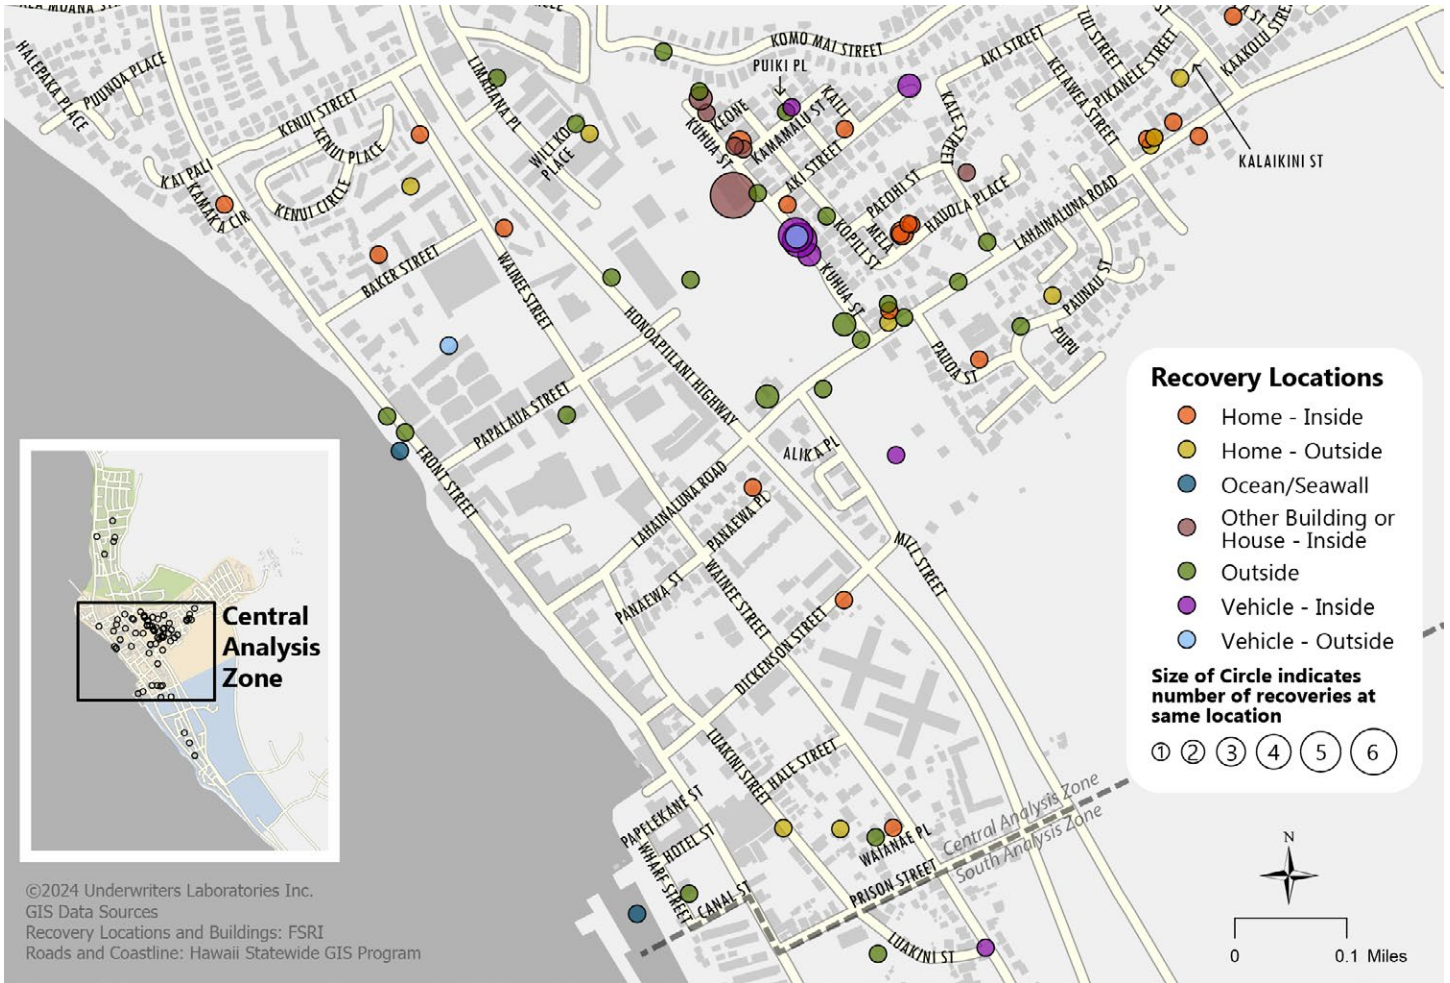 KOMO MAI STREET
PUIKI PL
AKI STREET
LUI STREET
PIKANELE STREET
KELAWEA STREET
KAAKOLU STREET
KALAIKINI ST
HALEPAKA PLACE
PUUNOA PLACE
LIMAHANA PL
KENUI STREET
KENUI PLACE
KENUI CIRCLE
KAI PALI
KAMAKA CIR
WILI KO
PLACE
KEONE
KAILI
KAMAMALU ST
KUHUA ST
AKI STREET
KALE STREET
PAEOHI ST
HAUOLA PLACE
MELA
KOPILI ST
KUHUA ST
LAHAINALUNA ROAD
PAUNAU ST
PUPU
PAUOA ST
BAKER STREET
WAINEE STREET
HONOAPIILANI HIGHWAY
PAPALAUA STREET
FRONT STREET
ALIKA PL
LAHAINALUNA ROAD
PANAEWA PL
PANAEWA ST
WAINEE STREET
MILL STREET
DICKENSON STREET
LUAKINI STREET
HALE STREET
PAPELEKANE ST
HOTEL ST
WHARF STREET
CANAL ST
WAIANAE PL
PRISON STREET
LUAKINI ST
Central Analysis Zone
South Analysis Zone
Recovery Locations
Home - Inside
Home - Outside
Ocean/Seawall
Other Building or
House - Inside
Outside
Vehicle - Inside
Vehicle - Outside
Size of Circle indicates
number of recoveries at
same location
1 2 3 4 5 6
Central
Analysis
Zone
N
0 0.1 Miles
©2024 Underwriters Laboratories Inc.
GIS Data Sources
Recovery Locations and Buildings: FSRI
Roads and Coastline: Hawaii Statewide GIS Program